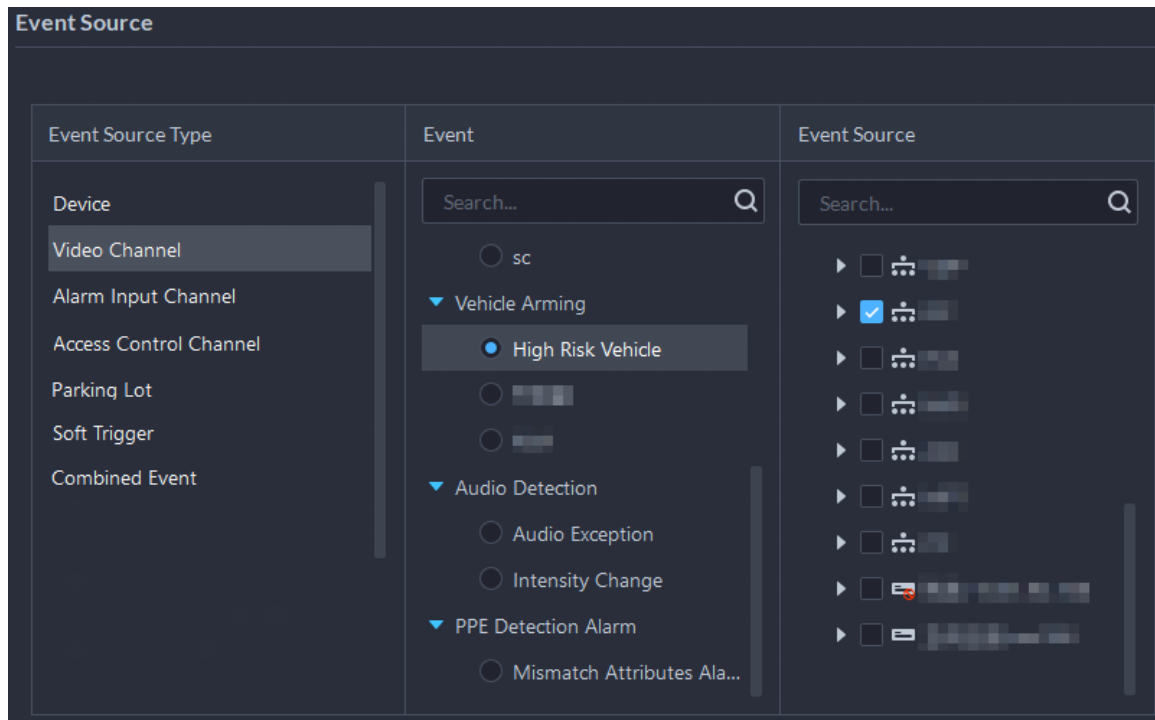 Event Source
Event Source Type
Event
Event Source
Device
Video Channel
Alarm Input Channel
Access Control Channel
Parking Lot
Soft Trigger
Combined Event
Search...
sc
Vehicle Arming
High Risk Vehicle
Audio Detection
Audio Exception
Intensity Change
PPE Detection Alarm
Mismatch Attributes Ala...
Search...